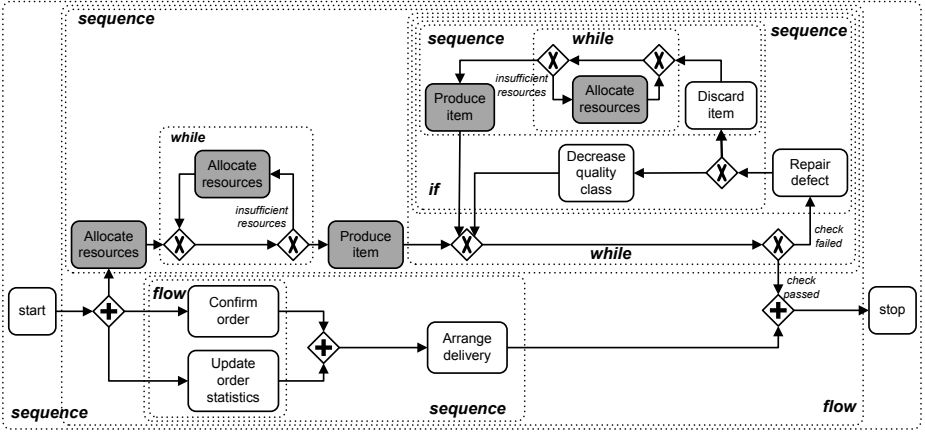 sequence
sequence
while
sequence
insufficient
resources
Produce
item
Allocate
resources
Discard
item
while
Allocate
resources
insufficient
resources
Decrease
quality
class
Repair
defect
if
Allocate
resources
Produce
item
while
check
failed
check
passed
start
flow
Confirm
order
Update
order
statistics
Arrange
delivery
stop
sequence
sequence
flow